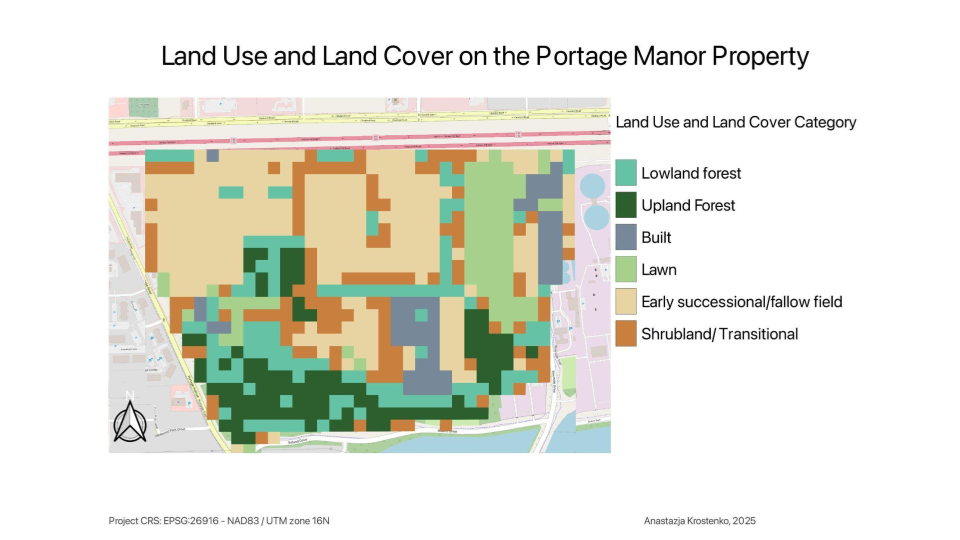 Land Use and Land Cover on the Portage Manor Property
Land Use and Land Cover Category
Lowland forest
Upland Forest
Built
Lawn
Early successional/fallow field
Shrubland/ Transitional
N
Project CRS: EPSG:26916 - NAD83 / UTM zone 16N
Anastazja Krostenko, 2025